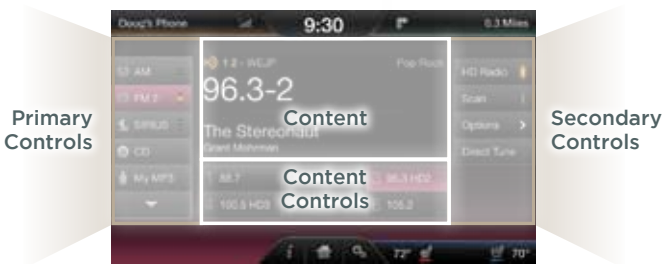 Doug's Phone
9:30
0.3 Miles
AM
FM 2
SIRIUS
CD
My MP3
1 2 - WEJP
Pop Rock
96.3-2
The Stereonaut
Grant Mohrman
HD Radio
Scan
Options
Direct Tune
Primary
Controls
Content
Secondary
Controls
Content
Controls
88.7
96.3 HD2
100.5 HD3
105.2
72°
70°